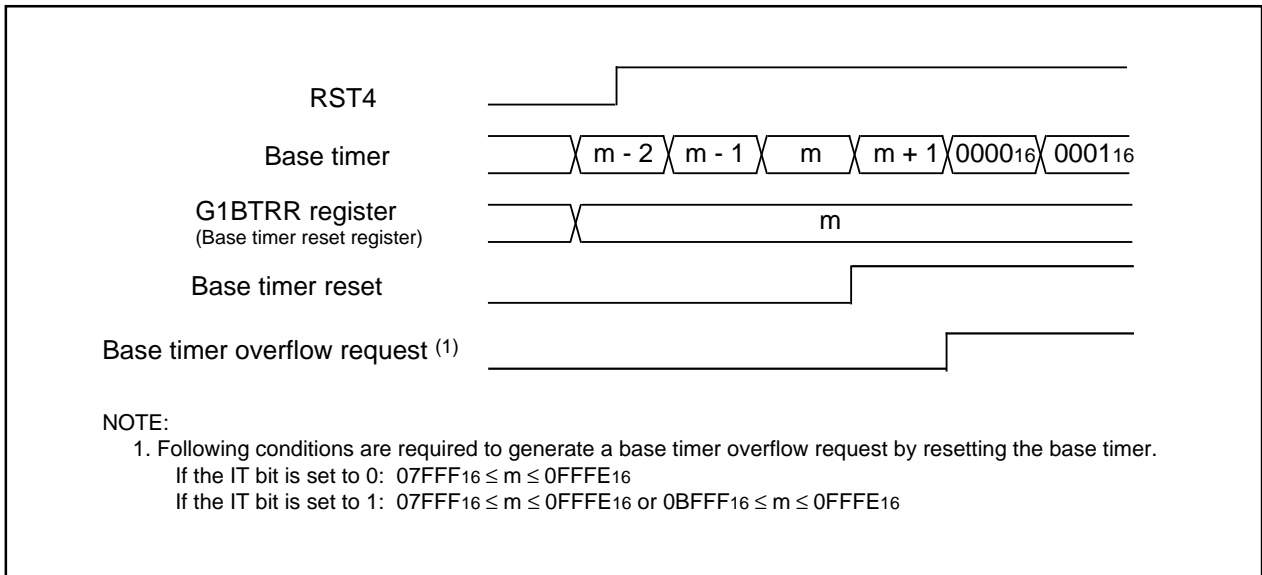 RST4
Base timer
m - 2 m - 1 m m + 1 0000₁₆ 0001₁₆
G1BTRR register
(Base timer reset register)
m
Base timer reset
Base timer overflow request (1)
NOTE:
1. Following conditions are required to generate a base timer overflow request by resetting the base timer.
If the IT bit is set to 0: 07FFF₁₆ ≤ m ≤ 0FFFE₁₆
If the IT bit is set to 1: 07FFF₁₆ ≤ m ≤ 0FFFE₁₆ or 0BFFF₁₆ ≤ m ≤ 0FFFE₁₆